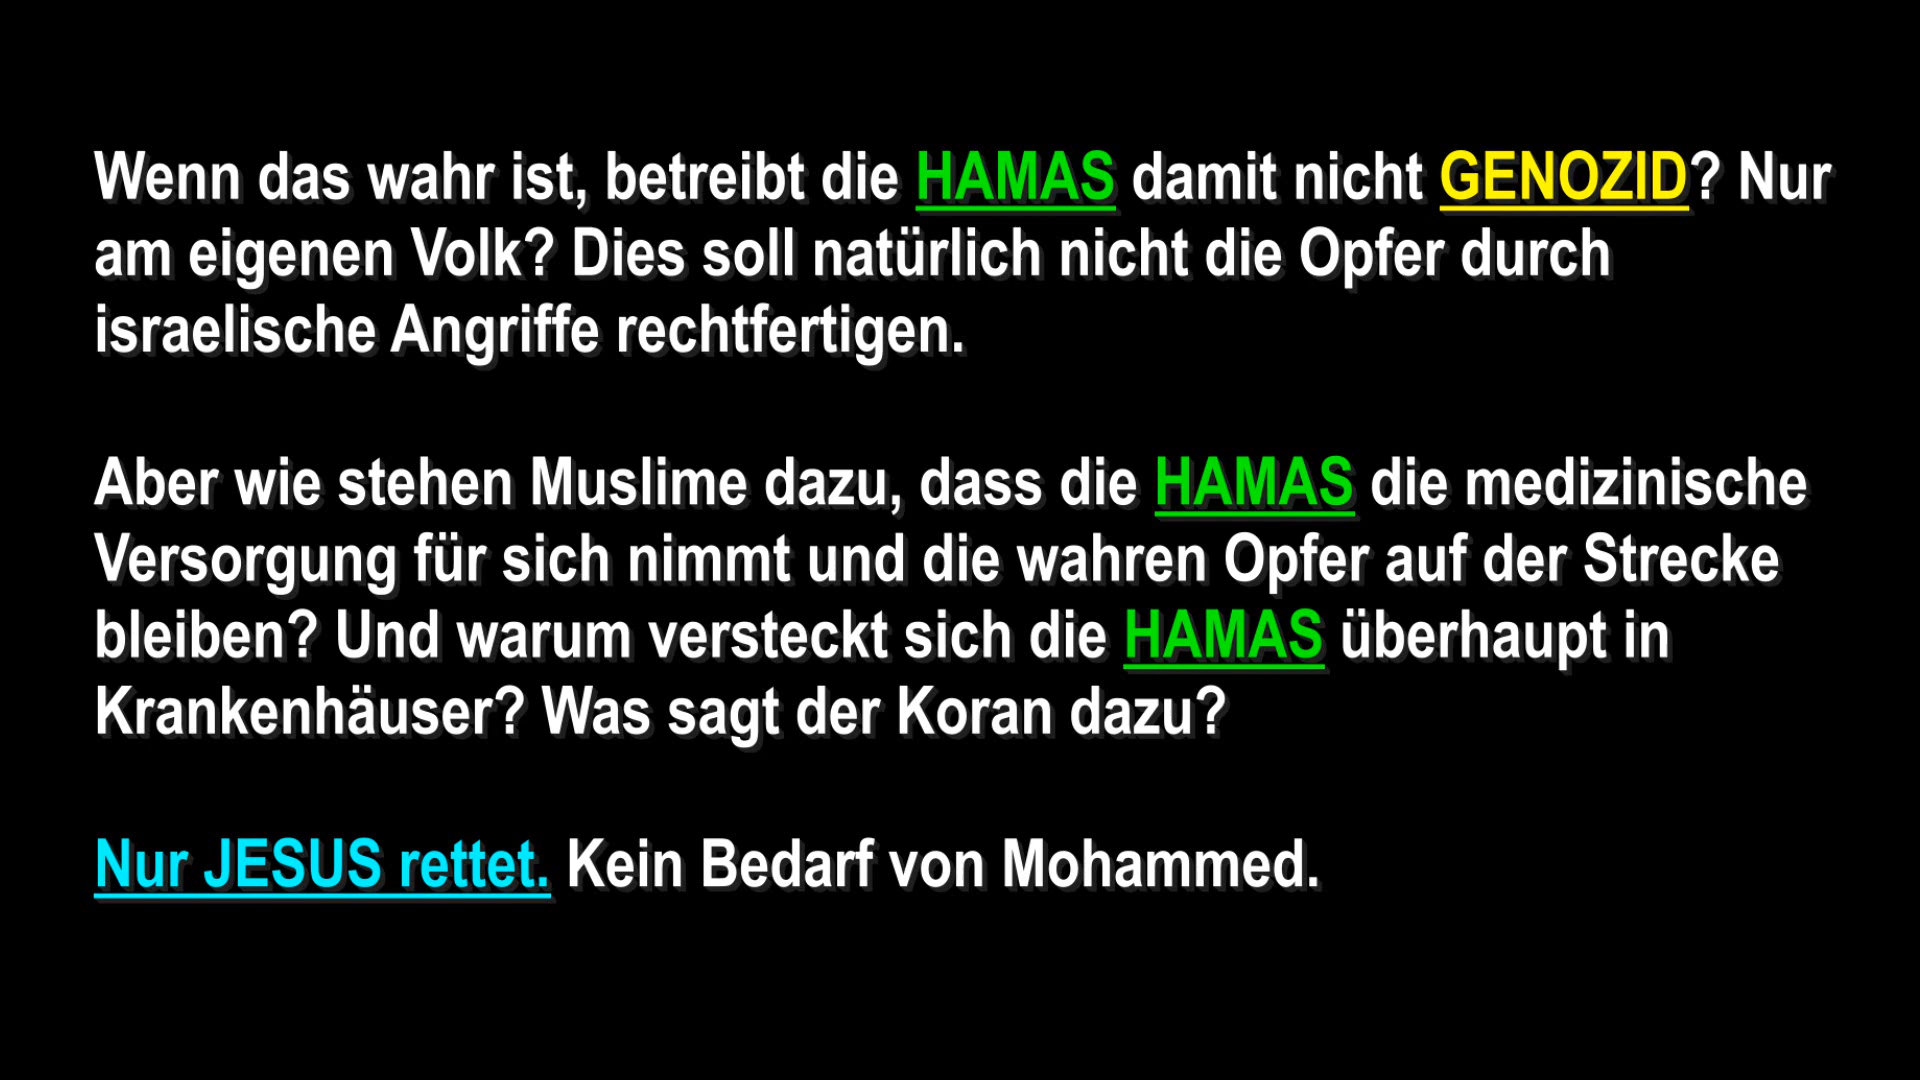 Wenn das wahr ist, betreibt die HAMAS damit nicht GENOZID? Nur
am eigenen Volk? Dies soll natürlich nicht die Opfer durch
israelische Angriffe rechtfertigen.
Aber wie stehen Muslime dazu, dass die HAMAS die medizinische
Versorgung für sich nimmt und die wahren Opfer auf der Strecke
bleiben? Und warum versteckt sich die HAMAS überhaupt in
Krankenhäuser? Was sagt der Koran dazu?
Nur JESUS rettet. Kein Bedarf von Mohammed.